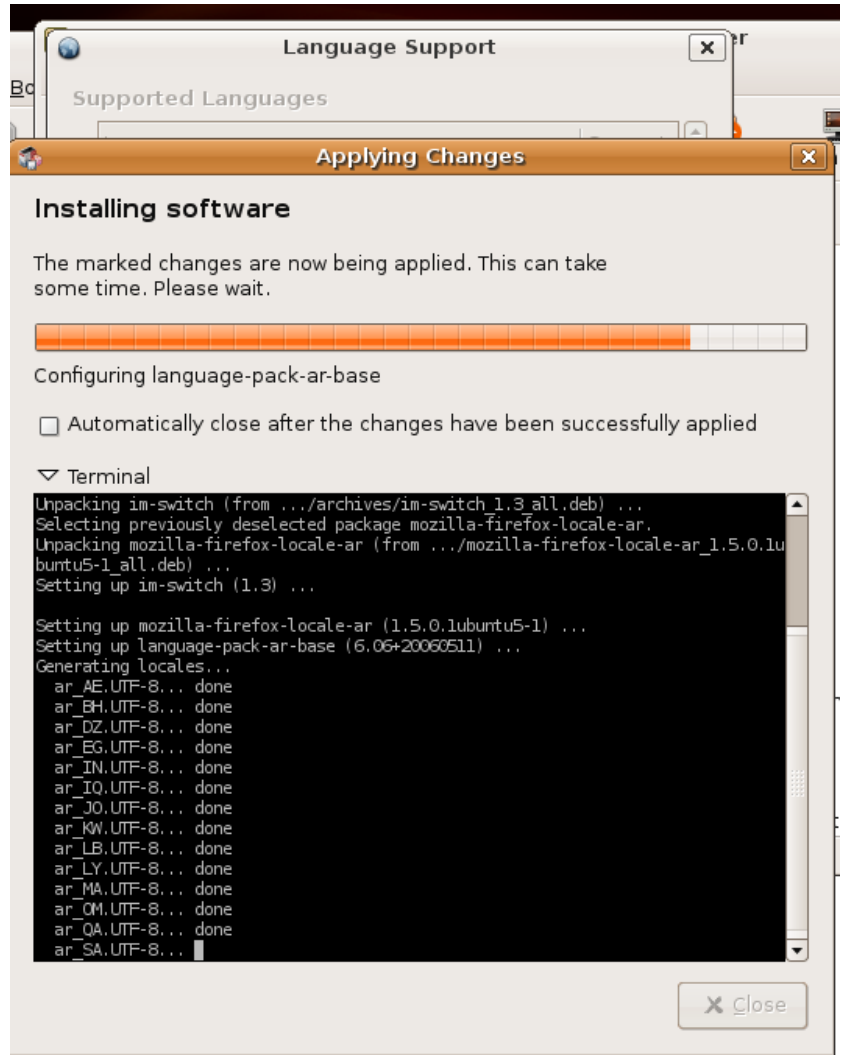 er
Language Support
Bo
Supported Languages
Applying Changes
Installing software
The marked changes are now being applied. This can take
some time. Please wait.
Configuring language-pack-ar-base
Automatically close after the changes have been successfully applied
Terminal
Unpacking im-switch (from .../archives/im-switch_1.3_all.deb) ...
Selecting previously deselected package mozilla-firefox-locale-ar.
Unpacking mozilla-firefox-locale-ar (from .../mozilla-firefox-locale-ar_1.5.0.1u
buntu5-1_all.deb) ...
Setting up im-switch (1.3) ...
Setting up mozilla-firefox-locale-ar (1.5.0.1ubuntu5-1) ...
Setting up language-pack-ar-base (6.06+20060511) ...
Generating locales...
ar_AE.UTF-8... done
ar_BH.UTF-8... done
ar_DZ.UTF-8... done
ar_EG.UTF-8... done
ar_IN.UTF-8... done
ar_IQ.UTF-8... done
ar_JO.UTF-8... done
ar_KW.UTF-8... done
ar_LB.UTF-8... done
ar_LY.UTF-8... done
ar_MA.UTF-8... done
ar_OM.UTF-8... done
ar_QA.UTF-8... done
ar_SA.UTF-8...
Close